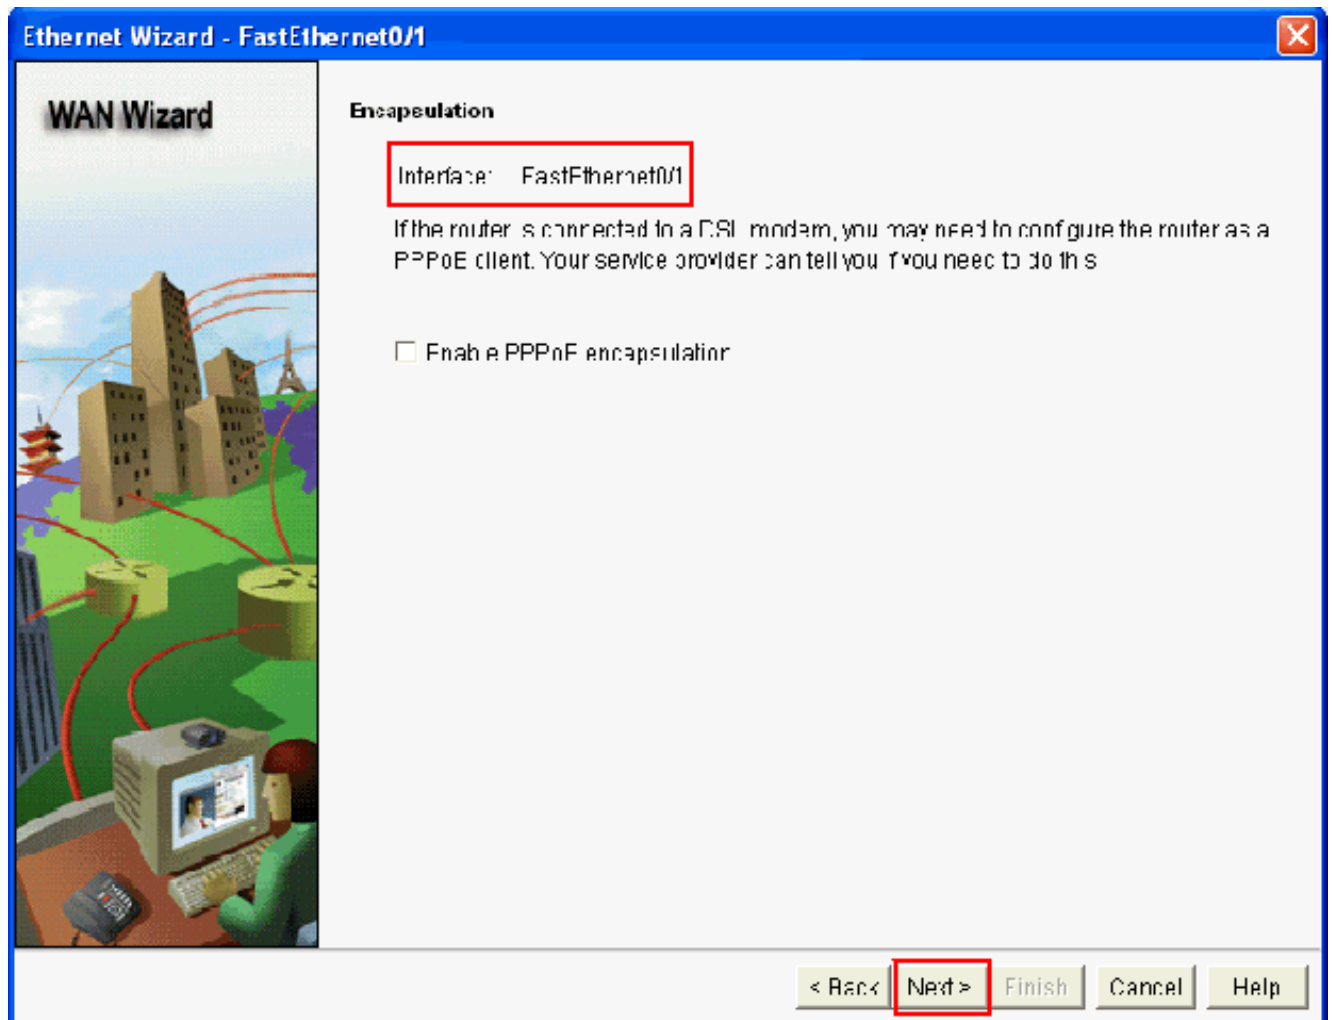 Ethernet Wizard - FastEthernet0/1
WAN Wizard
Encapsulation
Interface: FastEthernet0/1
If the router is connected to a DSL modem, you may need to configure the router as a
PPPoE client. Your service provider can tell you if you need to do this
Enable PPPoE encapsulation
< Back Next > Finish Cancel Help